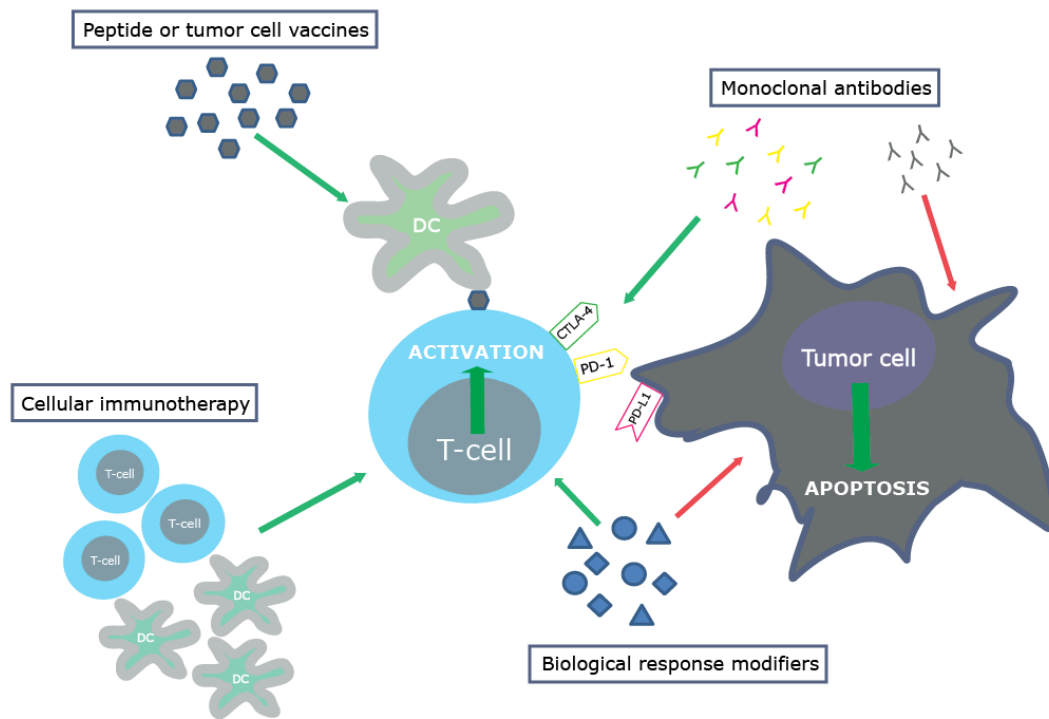 Peptide or tumor cell vaccines
Monoclonal antibodies
DC
CTLA-4
ACTIVATION
PD-1
Tumor cell
PD-L1
Cellular immunotherapy
T-cell
APOPTOSIS
T-cell
T-cell
T-cell
DC
DC
DC
Biological response modifiers